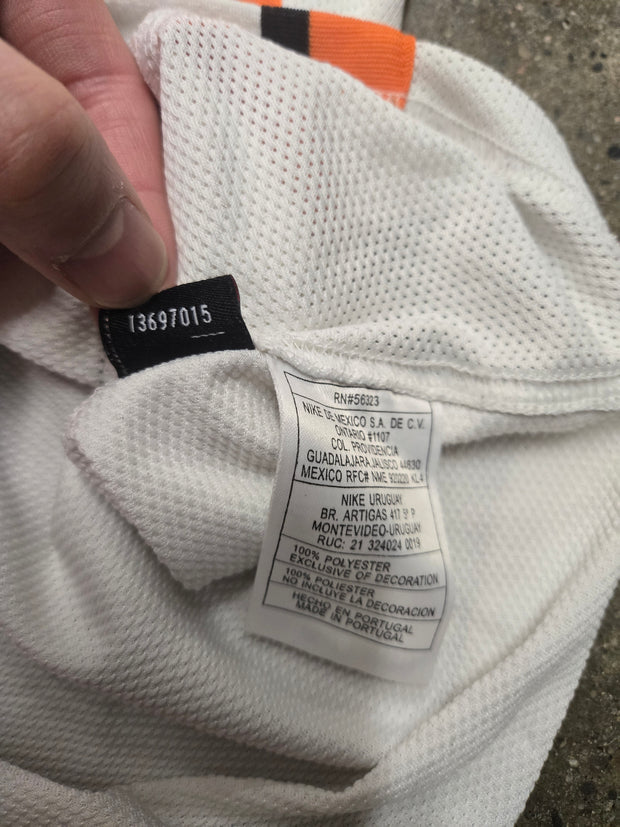 13697015
RN#56323
NIKE DE MEXICO S.A. DE C.V.
ONTARIO #1107
COL. PROVIDENCIA
GUADALAJARA, JALISCO 44630
MEXICO RFC# NME 920220 KL4
NIKE URUGUAY
BR. ARTIGAS 417 5º P
MONTEVIDEO-URUGUAY
RUC: 21 324024 0019
100% POLYESTER
EXCLUSIVE OF DECORATION
100% POLIESTER
NO INCLUYE LA DECORACION
HECHO EN PORTUGAL
MADE IN PORTUGAL